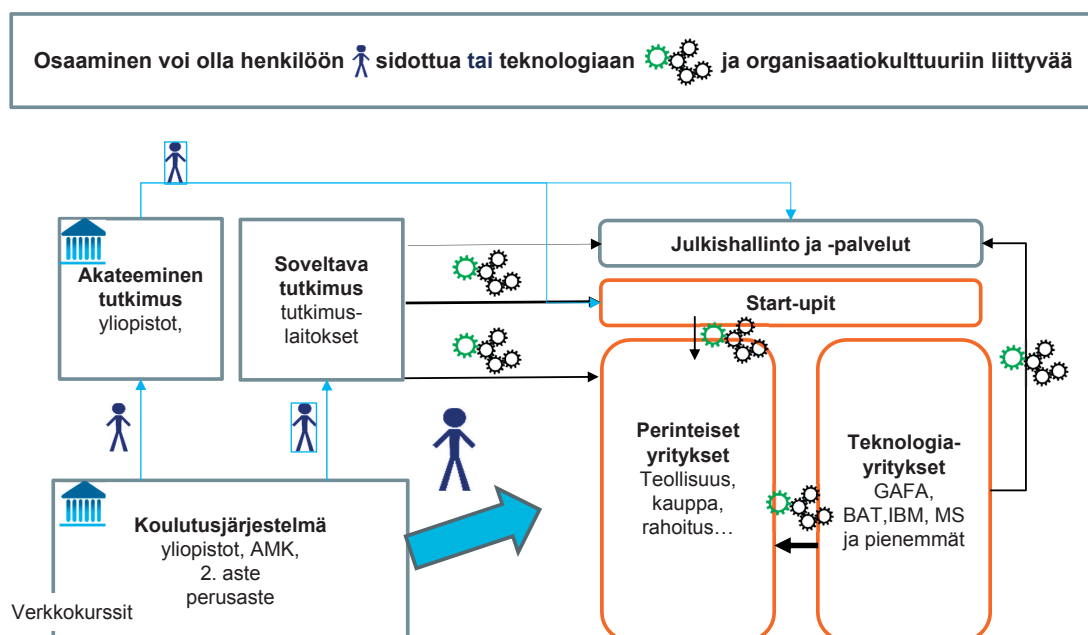 Osaaminen voi olla henkilöön sidottua tai teknologiaan ja organisaatiokulttuuriin liittyvää
Akateeminen
tutkimus
yliopistot,
Soveltava
tutkimus
tutkimus-
laitokset
Julkishallinto ja -palvelut
Start-upit
Perinteiset
yritykset
Teollisuus,
kauppa,
rahoitus…
Teknologia-
yritykset
GAFA,
BAT,IBM, MS
ja pienemmät
Koulutusjärjestelmä
yliopistot, AMK,
2. aste
perusaste
Verkkokurssit